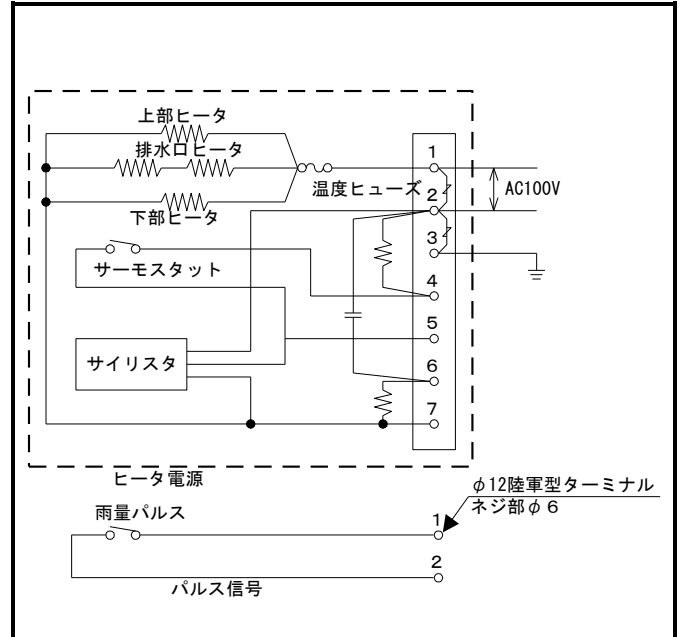 上部ヒータ
排水口ヒータ
温度ヒューズ
下部ヒータ
サーモスタット
サイリスタ
1
2
3
4
5
6
7
AC100V
ヒータ電源
φ12陸軍型ターミナル
ネジ部φ6
雨量パルス
1
2
パルス信号